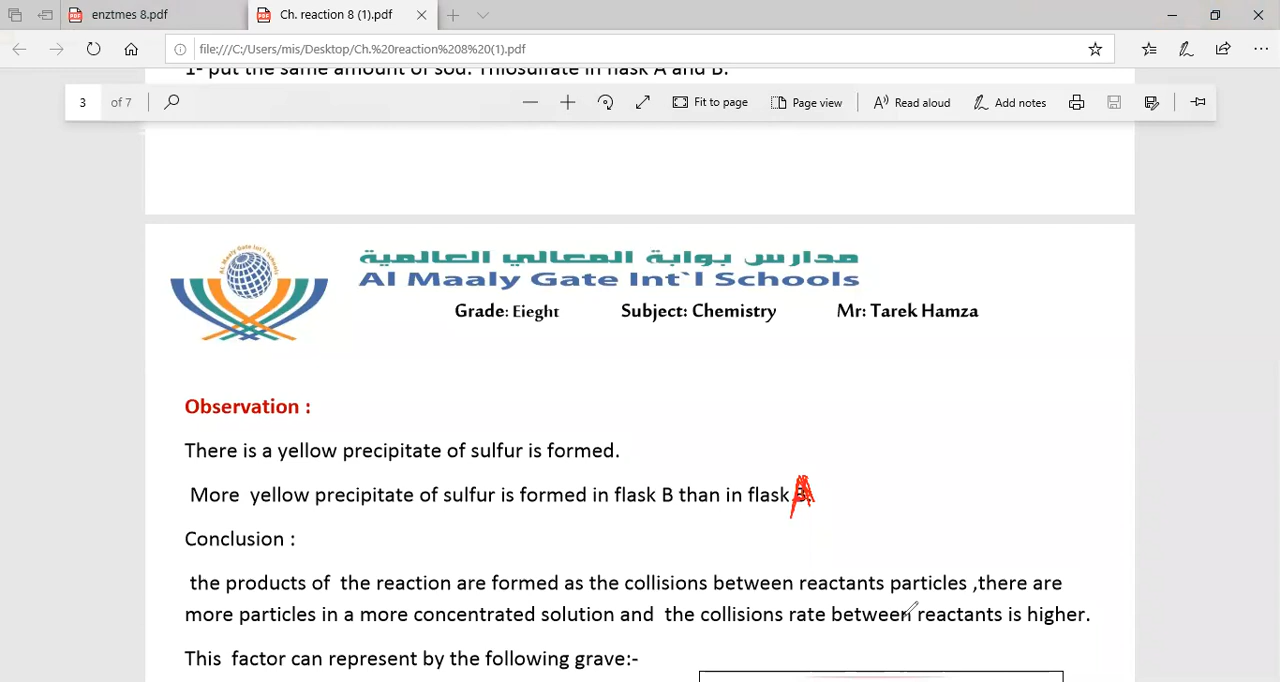 enztmes 8.pdf
Ch. reaction 8 (1).pdf
file:///C:/Users/mis/Desktop/Ch.%20reaction%208%20(1).pdf
1- put the same amount of sod. Thiosulfate in flask A and B.
3 of 7
Fit to page
Page view
Read aloud
Add notes
Al Maaly Gate Int'l Schools
مدارس بوابة المعالي العالمية
Al Maaly Gate Int`l Schools
Grade: Eieght Subject: Chemistry Mr: Tarek Hamza
Observation :
There is a yellow precipitate of sulfur is formed.
More yellow precipitate of sulfur is formed in flask B than in flask A
Conclusion :
the products of the reaction are formed as the collisions between reactants particles ,there are
more particles in a more concentrated solution and the collisions rate between reactants is higher.
This factor can represent by the following grave:-